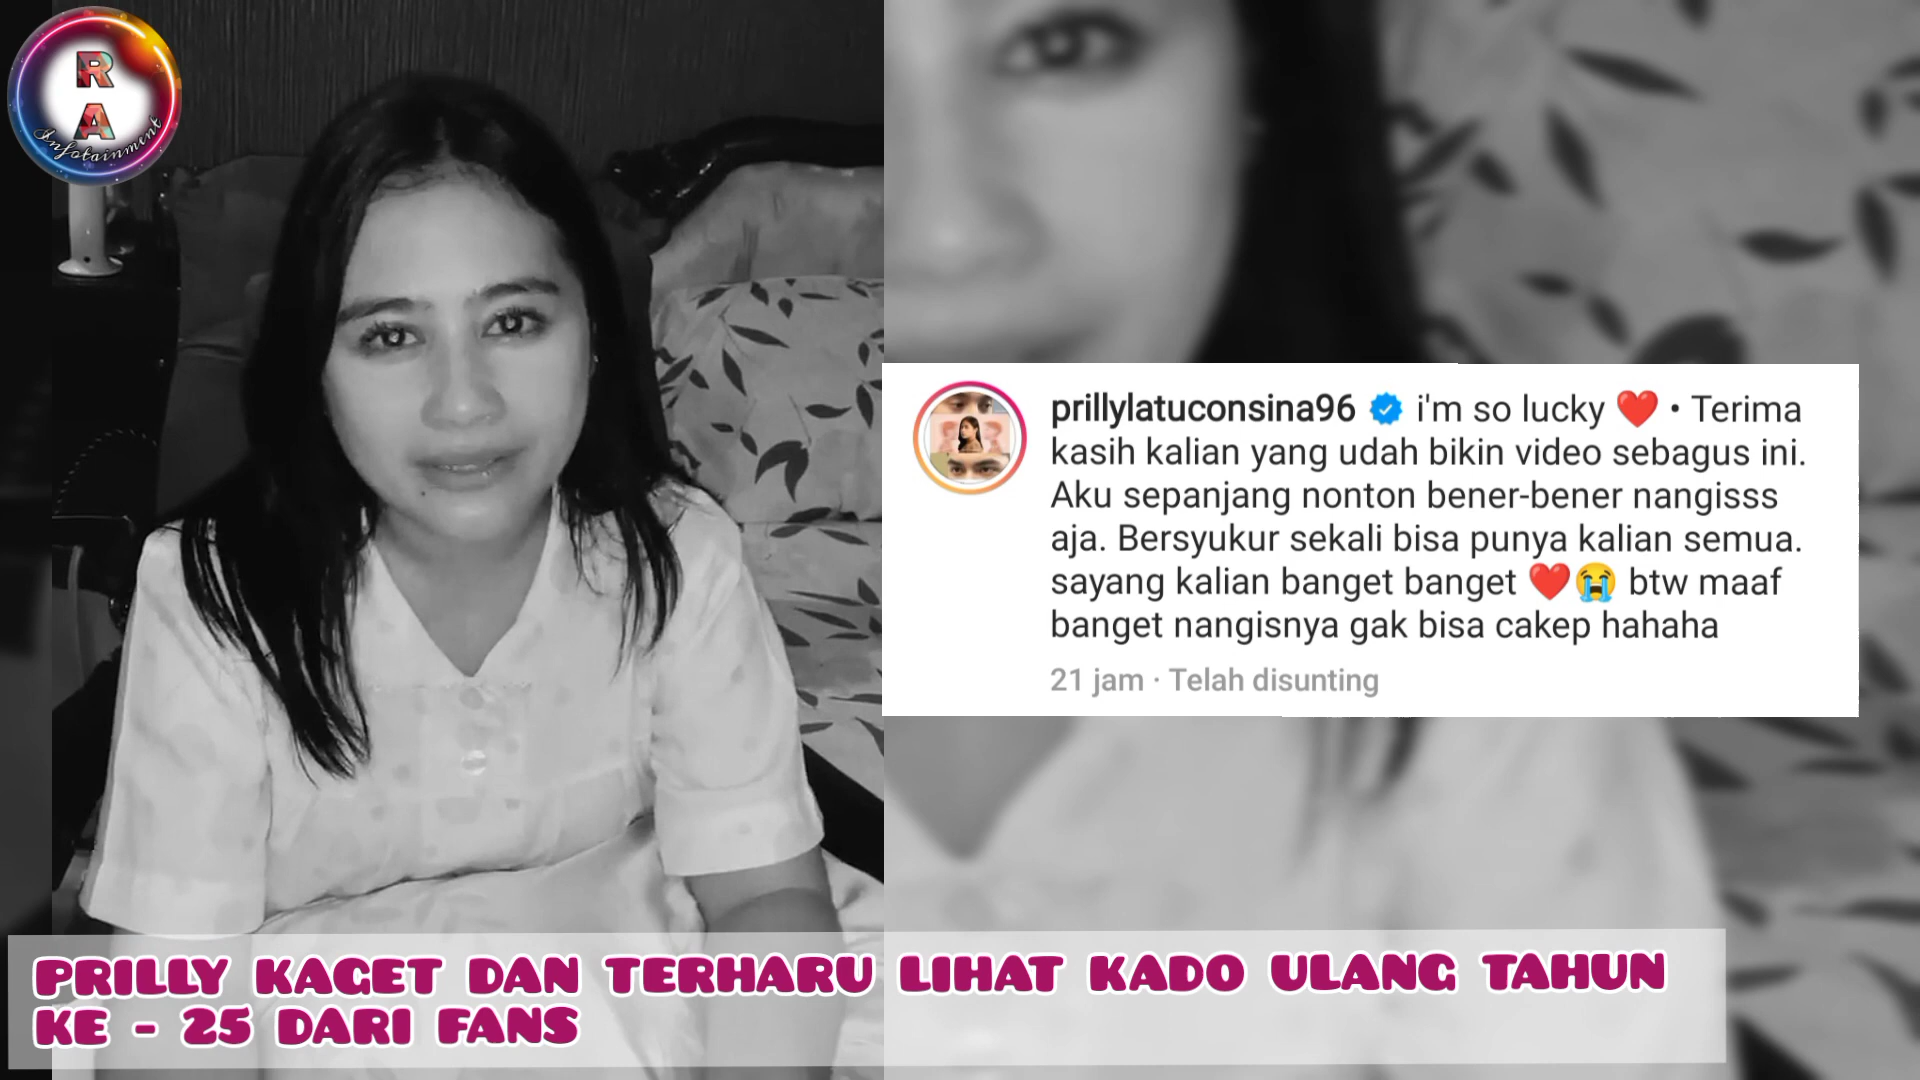 R
A
Infotainment
prillylatuconsina96 i'm so lucky ❤️ • Terima
kasih kalian yang udah bikin video sebagus ini.
Aku sepanjang nonton bener-bener nangisss
aja. Bersyukur sekali bisa punya kalian semua.
sayang kalian banget banget ❤️😭 btw maaf
banget nangisnya gak bisa cakep hahaha
21 jam · Telah disunting
PRILLY KAGET DAN TERHARU LIHAT KADO ULANG TAHUN
KE - 25 DARI FANS